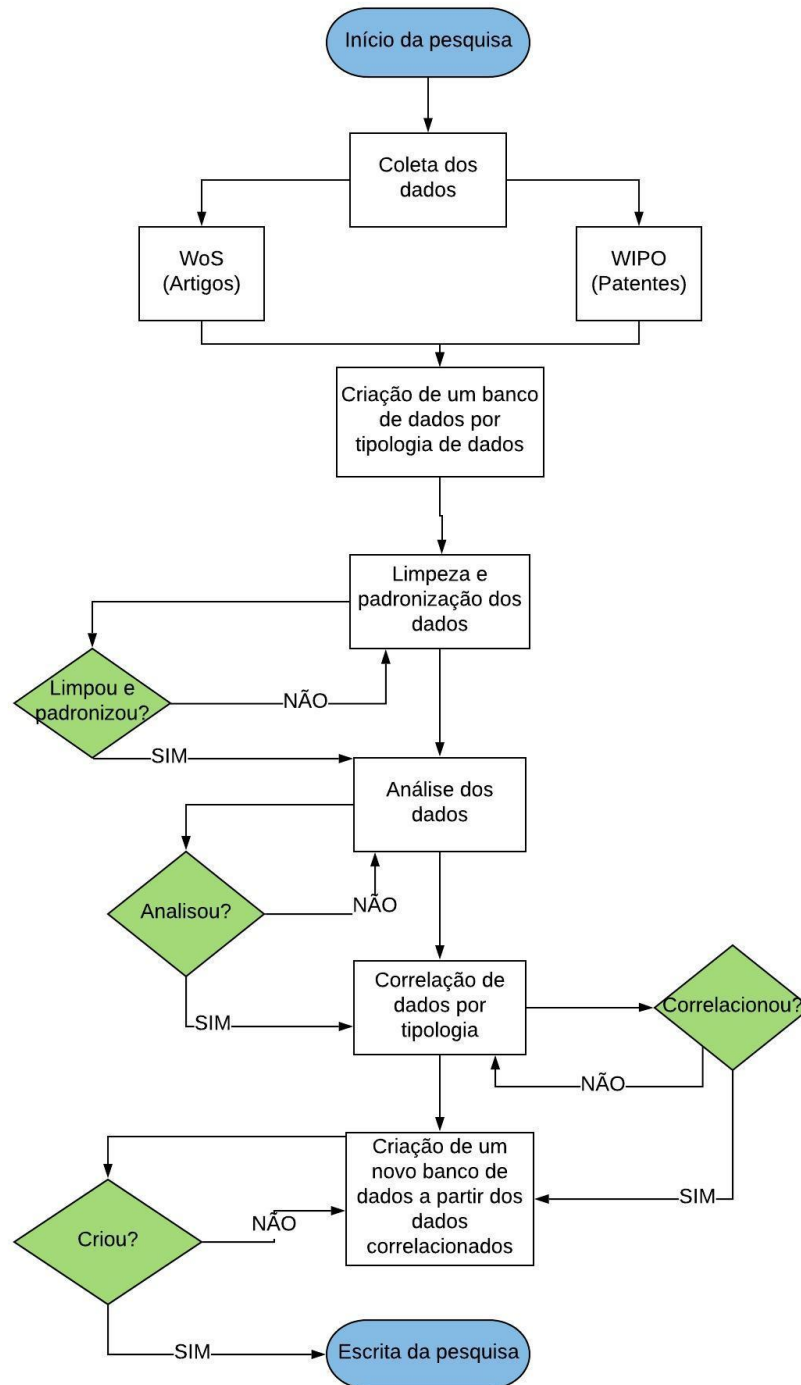 Início da pesquisa
Coleta dos
dados
WoS
(Artigos)
WIPO
(Patentes)
Criação de um banco
de dados por
tipologia de dados
Limpeza e
padronização dos
dados
Limpou e
padronizou?
NÃO
SIM
Análise dos
dados
Analisou?
NÃO
SIM
Correlação de
dados por
tipologia
Correlacionou?
NÃO
SIM
Criação de um
novo banco de
dados a partir dos
dados
correlacionados
Criou?
NÃO
SIM
Escrita da pesquisa